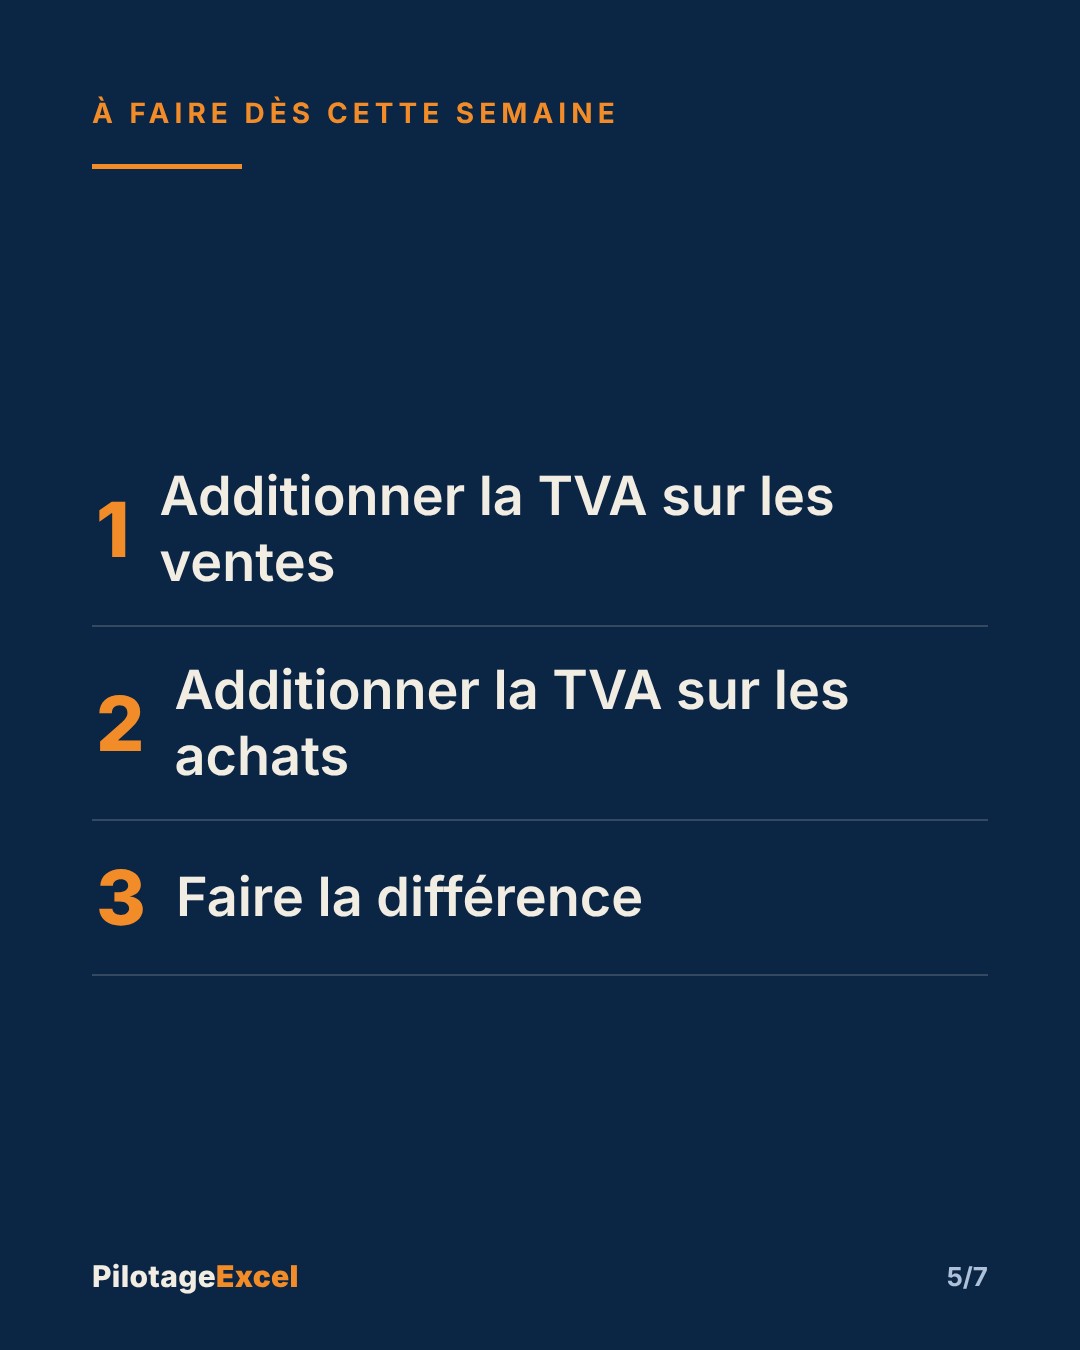 À FAIRE DÈS CETTE SEMAINE
1 Additionner la TVA sur les
ventes
2 Additionner la TVA sur les
achats
3 Faire la différence
PilotageExcel
5/7